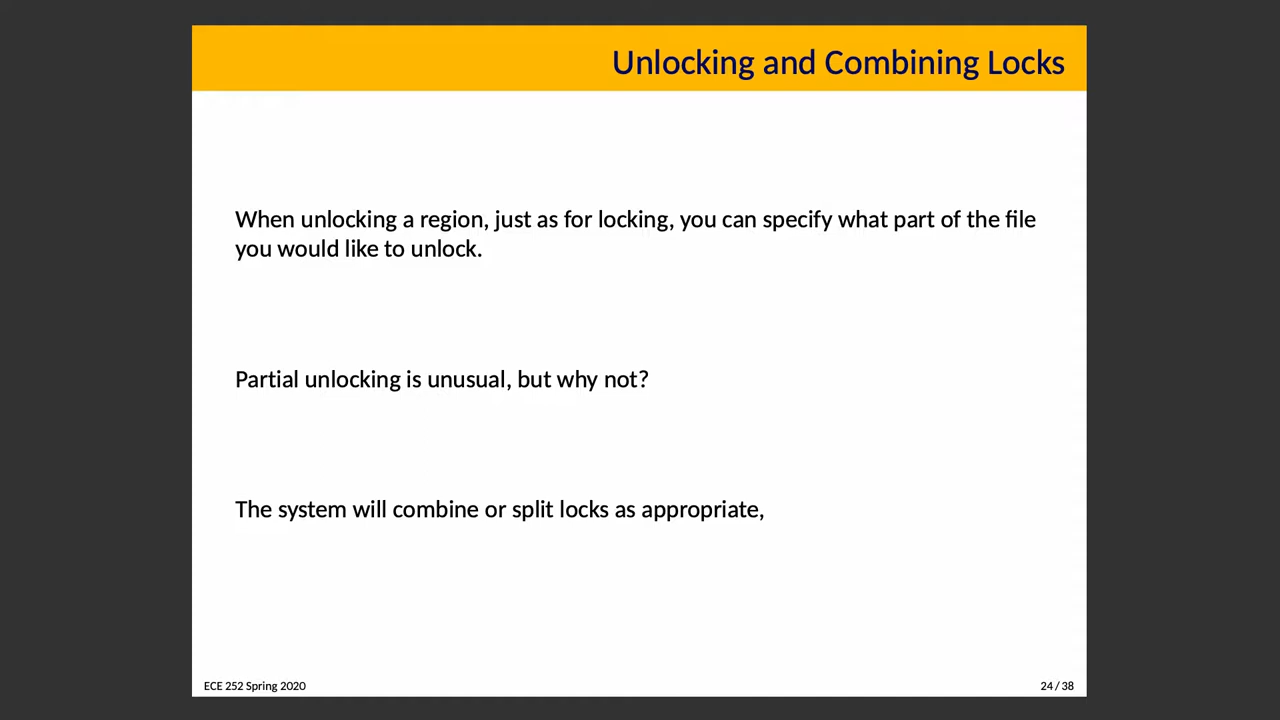 Unlocking and Combining Locks
When unlocking a region, just as for locking, you can specify what part of the file
you would like to unlock.
Partial unlocking is unusual, but why not?
The system will combine or split locks as appropriate,
ECE 252 Spring 2020
24 / 38